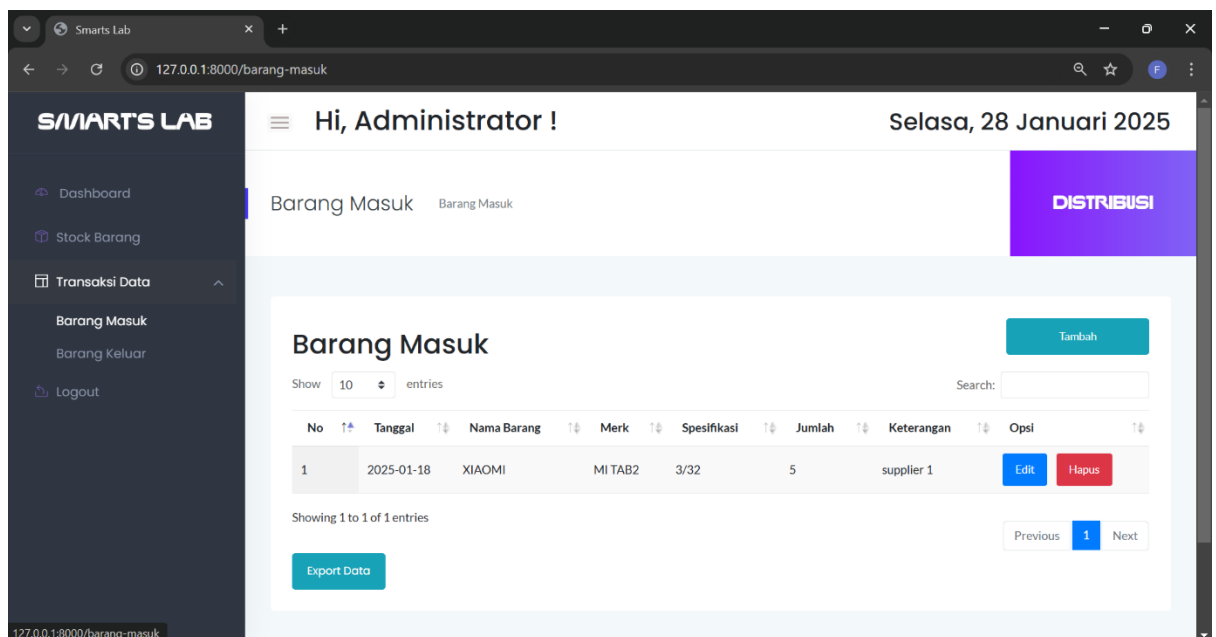 Smarts Lab
127.0.0.1:8000/barang-masuk
F
SMART'S LAB
Hi, Administrator !
Selasa, 28 Januari 2025
Dashboard
Stock Barang
Transaksi Data
Barang Masuk
Barang Keluar
Logout
Barang Masuk Barang Masuk
DISTRIBUSI
Barang Masuk
Tambah
Show 10 entries
Search:
No Tanggal Nama Barang Merk Spesifikasi Jumlah Keterangan Opsi
1 2025-01-18 XIAOMI MI TAB2 3/32 5 supplier 1 Edit Hapus
Showing 1 to 1 of 1 entries
Previous 1 Next
Export Data
127.0.0.1:8000/barang-masuk